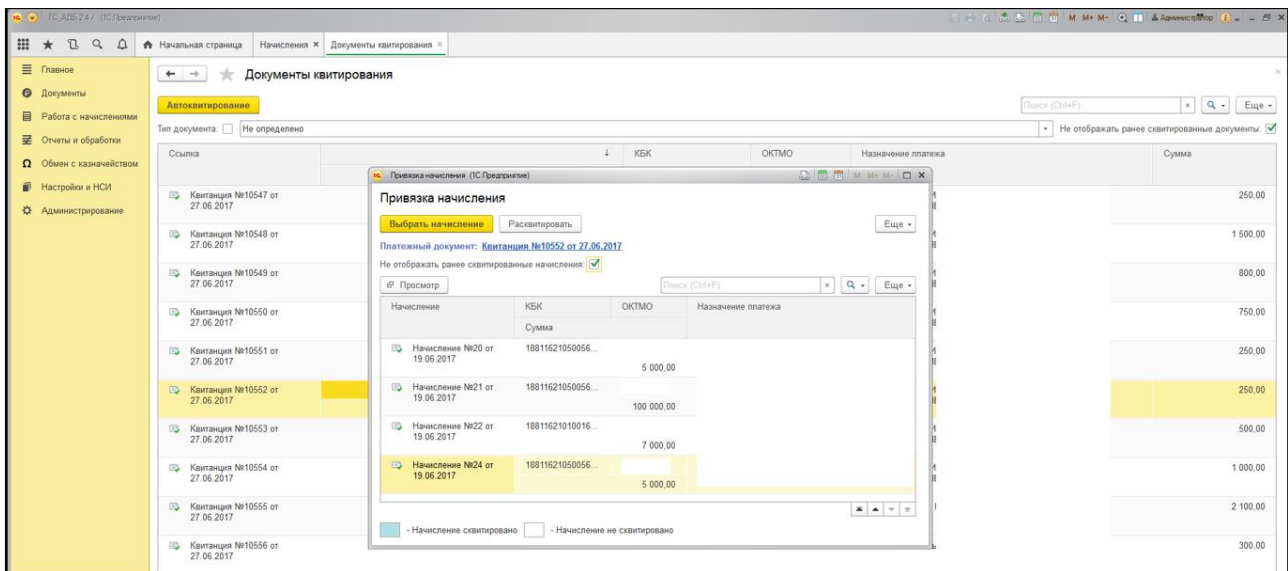 ГС_АДБ 2.4 / (1С:Предприятие)
M M+ M- Администратор
Начальная страница Начисления × Документы квитирования ×
Главное
Документы
Работа с начислениями
Отчеты и обработки
Обмен с казначейством
Настройки и НСИ
Администрирование
Документы квитирования
Автоквитирование Поиск (Ctrl+F) × Еще
Тип документа: Не определено Не отображать ранее сквитированные документы:
Ссылка ↓ КБК ОКТМО Назначение платежа Сумма
Квитанция №10547 от
27.06.2017
250,00
Квитанция №10548 от
27.06.2017
1 500,00
Квитанция №10549 от
27.06.2017
800,00
Квитанция №10550 от
27.06.2017
750,00
Квитанция №10551 от
27.06.2017
250,00
Квитанция №10552 от
27.06.2017
250,00
Квитанция №10553 от
27.06.2017
500,00
Квитанция №10554 от
27.06.2017
1 000,00
Квитанция №10555 от
27.06.2017
2 100,00
Квитанция №10556 от
27.06.2017
300,00
Привязка начисления (1С:Предприятие) M M+ M-
Привязка начисления
Выбрать начисление Расквитировать Еще
Платежный документ: Квитанция №10552 от 27.06.2017
Не отображать ранее сквитированные начисления:
Просмотр Поиск (Ctrl+F) × Еще
Начисление КБК ОКТМО Назначение платежа
Сумма
Начисление №20 от 18811621050056...
19.06.2017
5 000,00
Начисление №21 от 18811621050056...
19.06.2017
100 000,00
Начисление №22 от 18811621010016...
19.06.2017
7 000,00
Начисление №24 от 18811621050056...
19.06.2017
5 000,00
- Начисление сквитировано - Начисление не сквитировано